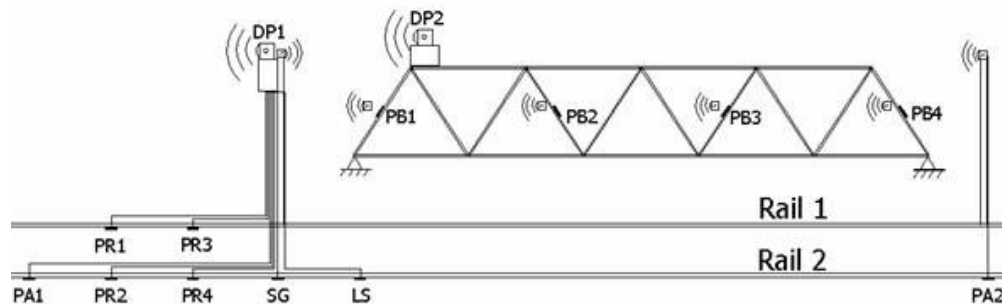 DP1
DP2
PB1
PB2
PB3
PB4
Rail 1
PR1
PR3
Rail 2
PA1
PR2
PR4
SG
LS
PA2